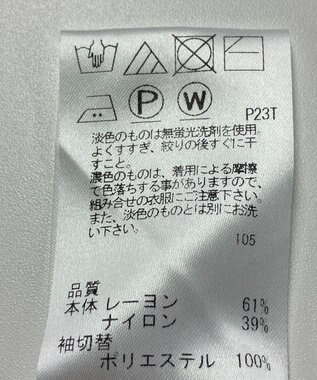 P
W
P23T
淡色のものは無蛍光洗剤を使用。
よくすすぎ、絞りの後すぐに干
すこと。
濃色のものは、着用による摩擦
で色落ちする事がありますので、
組み合せの衣服にご注意下さい。
また、淡色のものとは別にお洗
い下さい。
105
品質
本体 レーヨン 61%
ナイロン 39%
袖切替
ポリエステル 100%